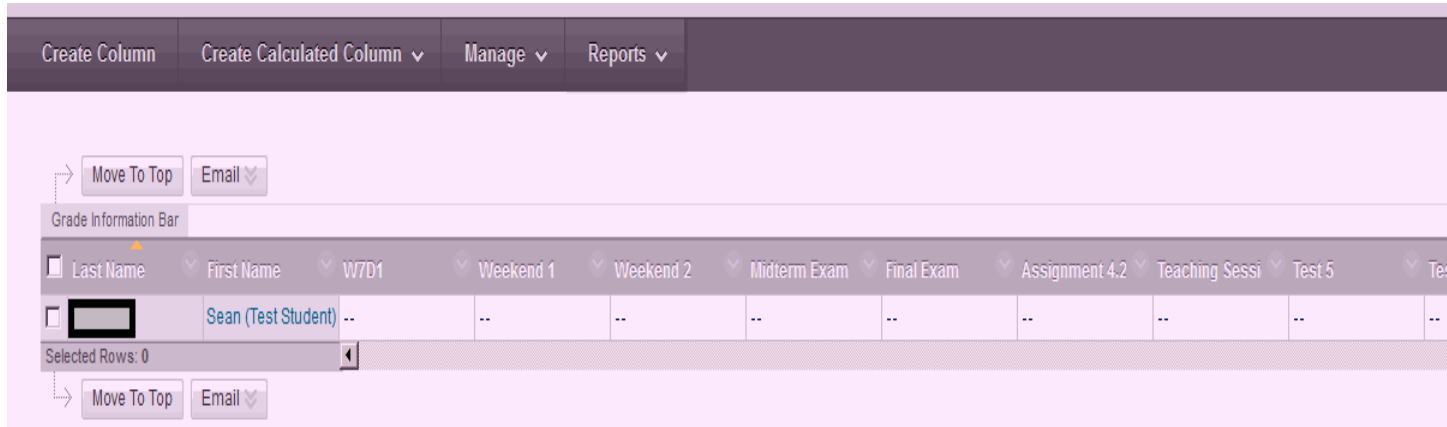 Create Column Create Calculated Column Manage Reports
Move To Top Email
Grade Information Bar
Last Name First Name W7D1 Weekend 1 Weekend 2 Midterm Exam Final Exam Assignment 4.2 Teaching Sessi Test 5 Te
Sean (Test Student) -- -- -- -- -- -- -- -- --
Selected Rows: 0
Move To Top Email